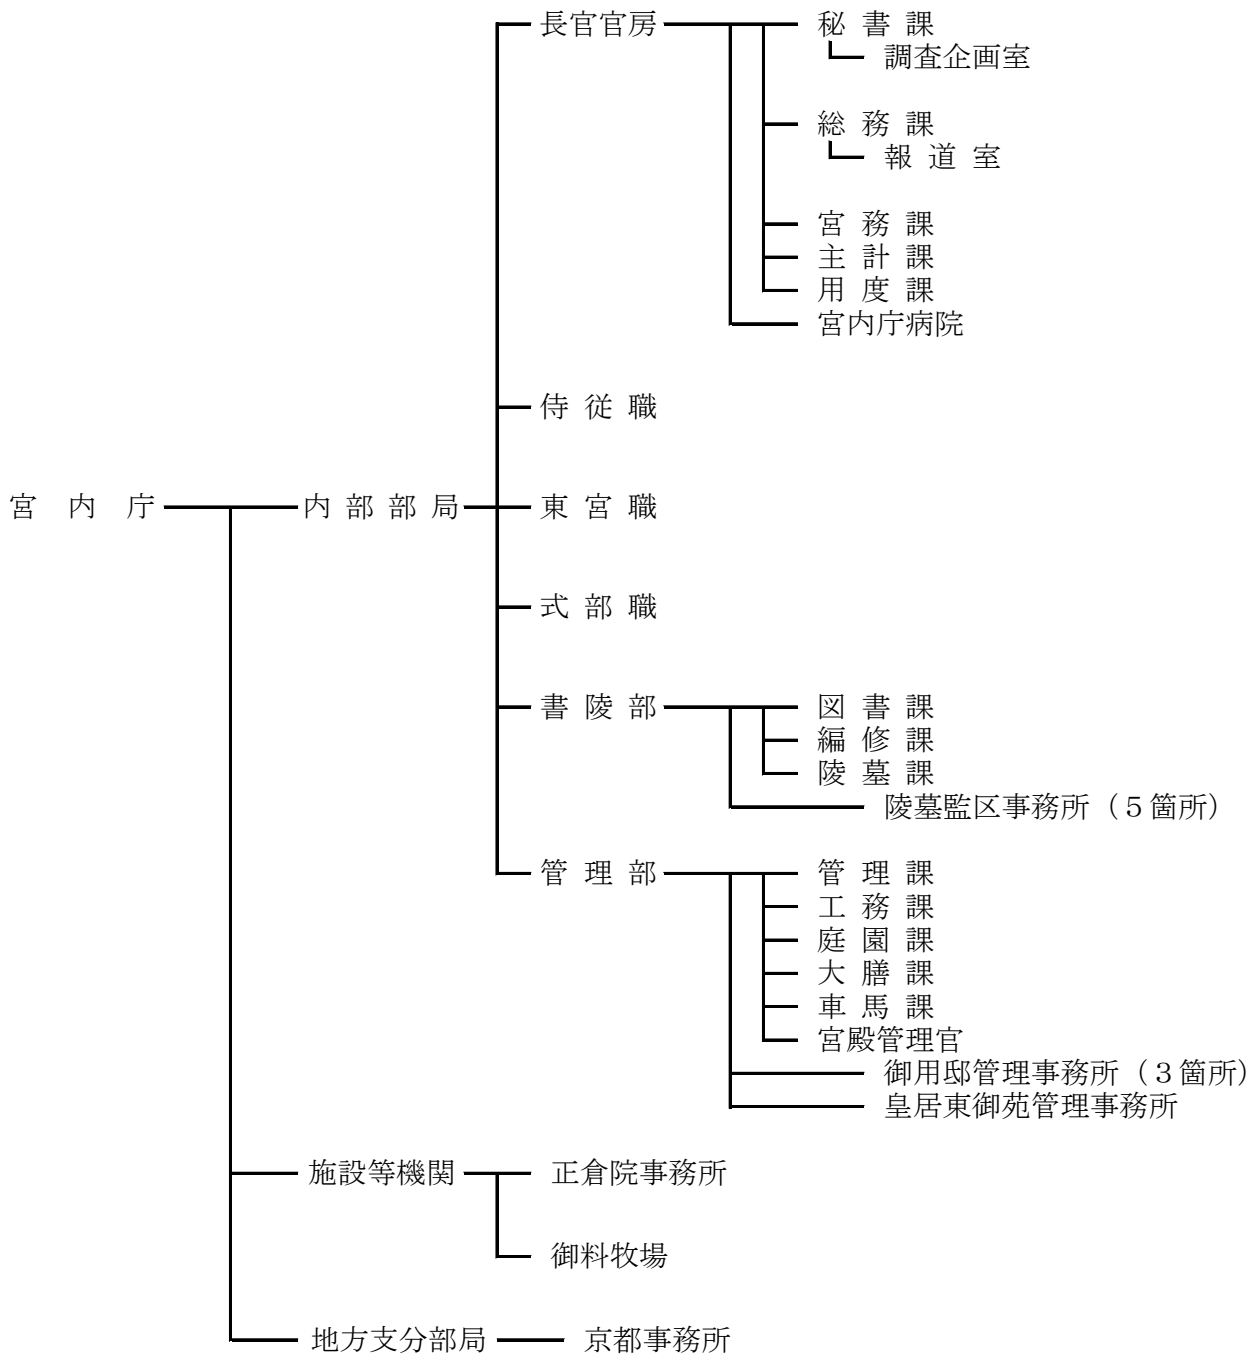 長官官房
秘書課
調査企画室
総務課
報道室
宮務課
主計課
用度課
宮内庁病院
侍従職
宮内庁
内部部局
東宮職
式部職
書陵部
図書課
編修課
陵墓課
陵墓監区事務所（５箇所）
管理部
管理課
工務課
庭園課
大膳課
車馬課
宮殿管理官
御用邸管理事務所（３箇所）
皇居東御苑管理事務所
施設等機関
正倉院事務所
御料牧場
地方支分部局
京都事務所